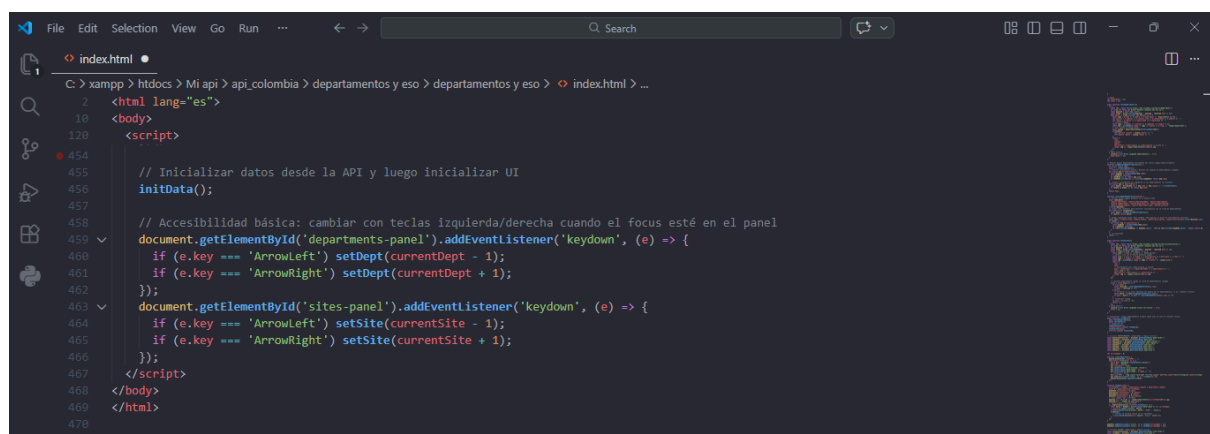 File Edit Selection View Go Run ··· Search
index.html
C: > xampp > htdocs > Mi api > api_colombia > departamentos y eso > departamentos y eso > <> index.html > ...
2 <html lang="es">
10 <body>
120 <script>
454
455 // Inicializar datos desde la API y luego inicializar UI
456 initData();
457
458 // Accesibilidad básica: cambiar con teclas izquierda/derecha cuando el focus esté en el panel
459 document.getElementById('departments-panel').addEventListener('keydown', (e) => {
460 if (e.key === 'ArrowLeft') setDept(currentDept - 1);
461 if (e.key === 'ArrowRight') setDept(currentDept + 1);
462 });
463 document.getElementById('sites-panel').addEventListener('keydown', (e) => {
464 if (e.key === 'ArrowLeft') setSite(currentSite - 1);
465 if (e.key === 'ArrowRight') setSite(currentSite + 1);
466 });
467 </script>
468 </body>
469 </html>
470
1